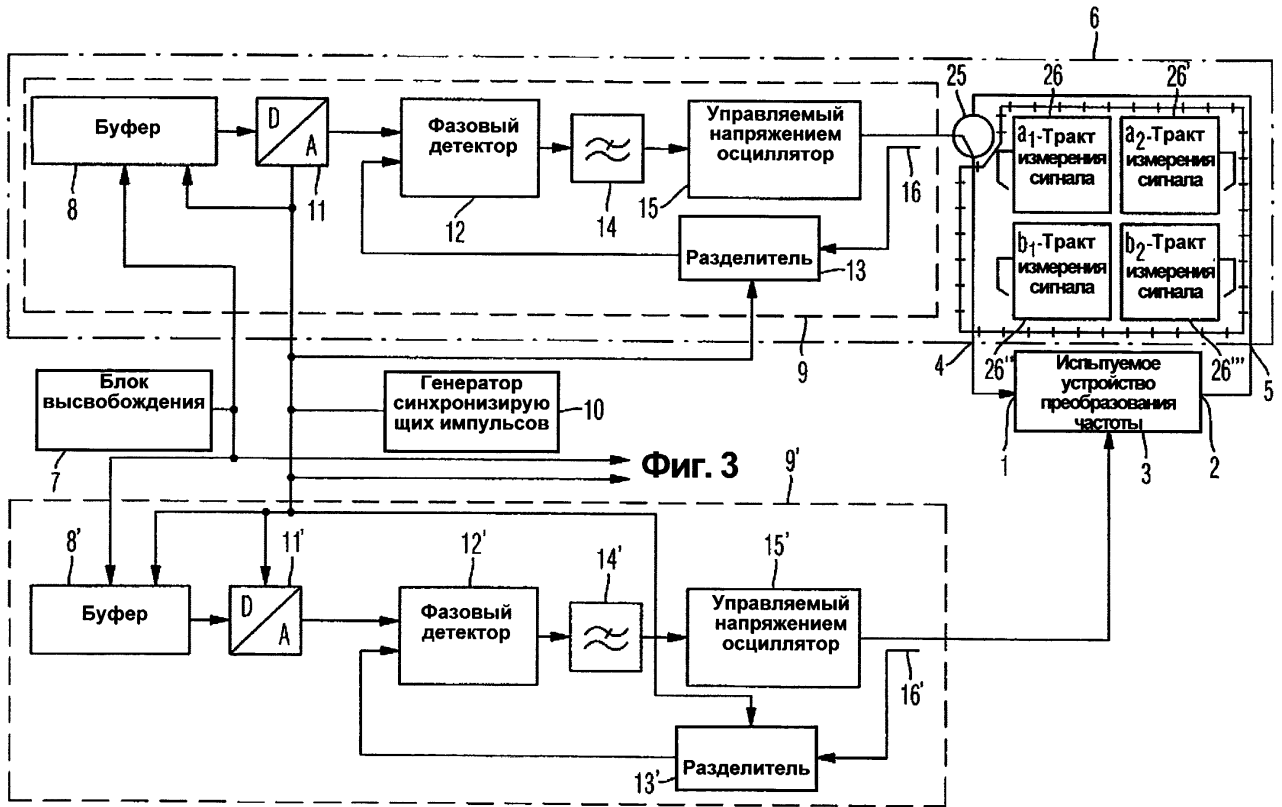 6
Буфер
8
D
A
11
Фазовый
детектор
12
14
Управляемый
напряжением
осциллятор
15
16
Разделитель
13
9
25
26
26'
a1-Тракт
измерения
сигнала
a2-Тракт
измерения
сигнала
b1-Тракт
измерения
сигнала
b2-Тракт
измерения
сигнала
26"
26"'
4
5
Блок
высвобождения
7
Генератор
синхронизирую
щих импульсов
10
Испытуемое
устройство
преобразования
частоты
1
3
2
Фиг. 3
9'
8'
Буфер
11'
D
A
12'
Фазовый
детектор
14'
15'
Управляемый
напряжением
осциллятор
16'
Разделитель
13'